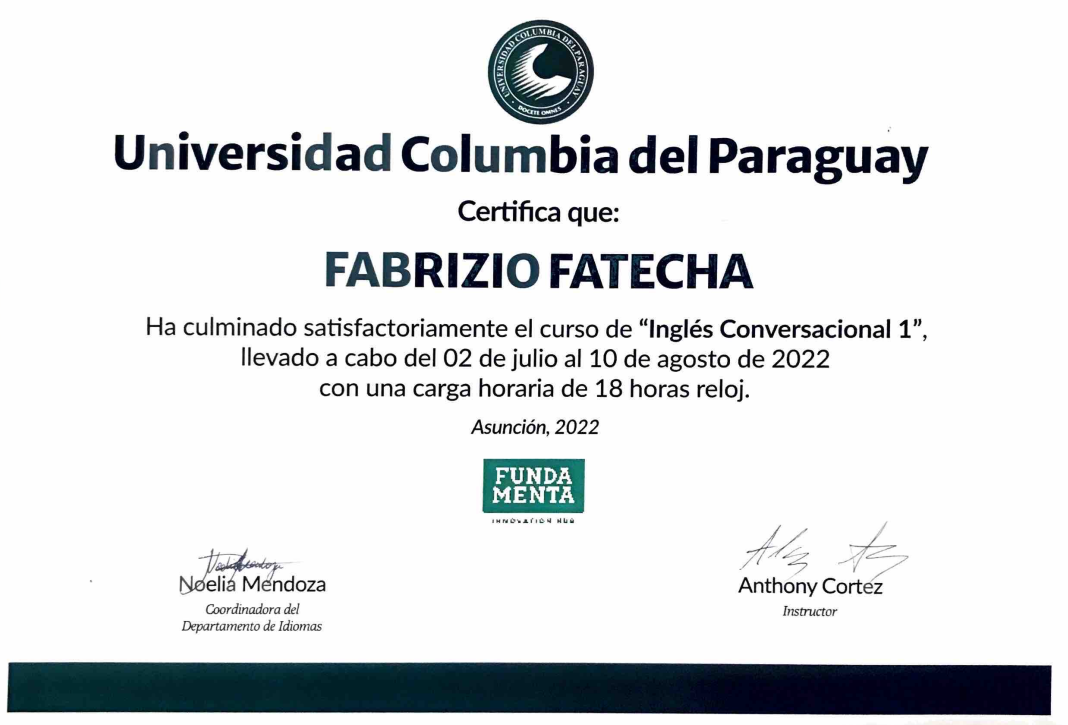 UNIVERSIDAD COLUMBIA DEL PARAGUAY
DOCETE OMNES
Universidad Columbia del Paraguay
Certifica que:
FABRIZIO FATECHA
Ha culminado satisfactoriamente el curso de “Inglés Conversacional 1”,
llevado a cabo del 02 de julio al 10 de agosto de 2022
con una carga horaria de 18 horas reloj.
Asunción, 2022
FUNDA
MENTA
INNOVATION HUB
Noelia Mendoza
Coordinadora del
Departamento de Idiomas
Anthony Cortez
Instructor